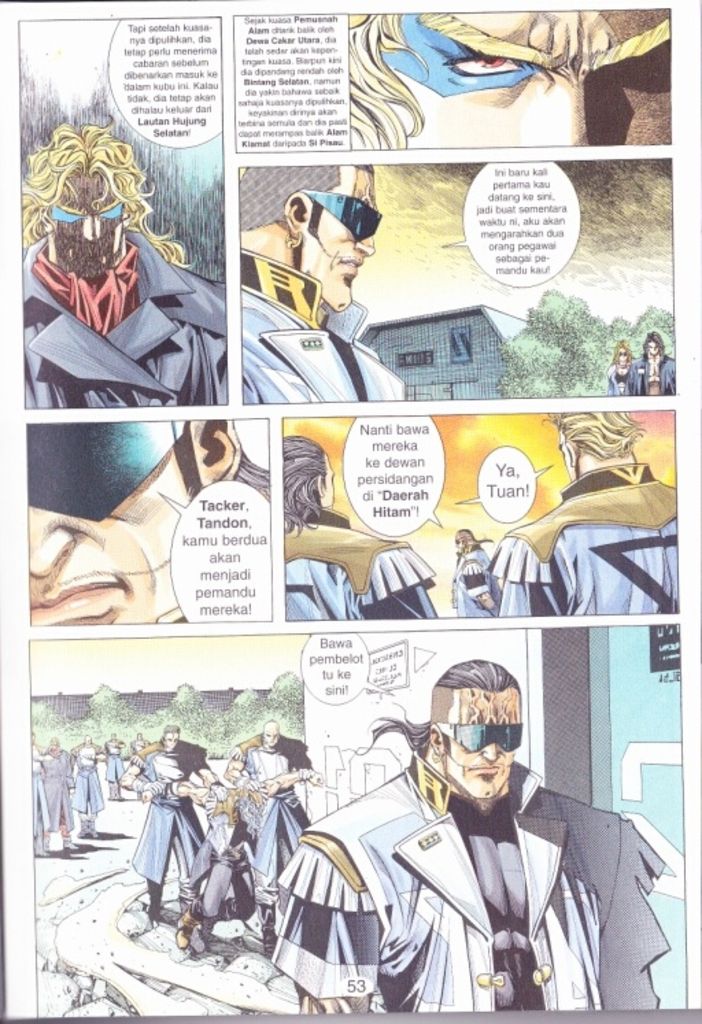 Tapi setelah kuasa-
nya dipulihkan, dia
tetap perlu menerima
cabaran sebelum
dibenarkan masuk ke
dalam kubu ini. Kalau
tidak, dia tetap akan
dihalau keluar dari
Lautan Hujung
Selatan!
Sejak kuasa Pemusnah
Alam ditarik balik oleh
Dewa Cakar Utara, dia
telah sedar akan kepen-
tingan kuasa. Biarpun kini
dia dipandang rendah oleh
Bintang Selatan, namun
dia yakin bahawa sebaik
sahaja kuasanya dipulihkan,
keyakinan dirinya akan
terbina semula dan dia pasti
dapat merampas balik Alam
Kiamat daripada Si Pisau.
Ini baru kali
pertama kau
datang ke sini,
jadi buat sementara
waktu ni, aku akan
mengarahkan dua
orang pegawai
sebagai pe-
mandu kau!
R
Tacker,
Tandon,
kamu berdua
akan
menjadi
pemandu
mereka!
Nanti bawa
mereka
ke dewan
persidangan
di "Daerah
Hitam"!
Ya,
Tuan!
Bawa
pembelot
tu ke
sini!
R
53